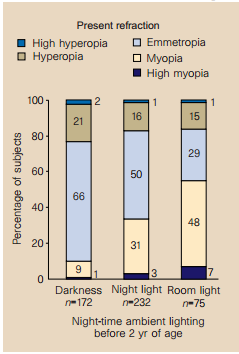 Present refraction
High hyperopia
Emmetropia
Hyperopia
Myopia
High myopia
Percentage of subjects
100
80
60
40
20
0
2
21
66
9
1
1
16
50
31
3
1
15
29
48
7
Darkness Night light Room light
n=172 n=232 n=75
Night-time ambient lighting
before 2 yr of age